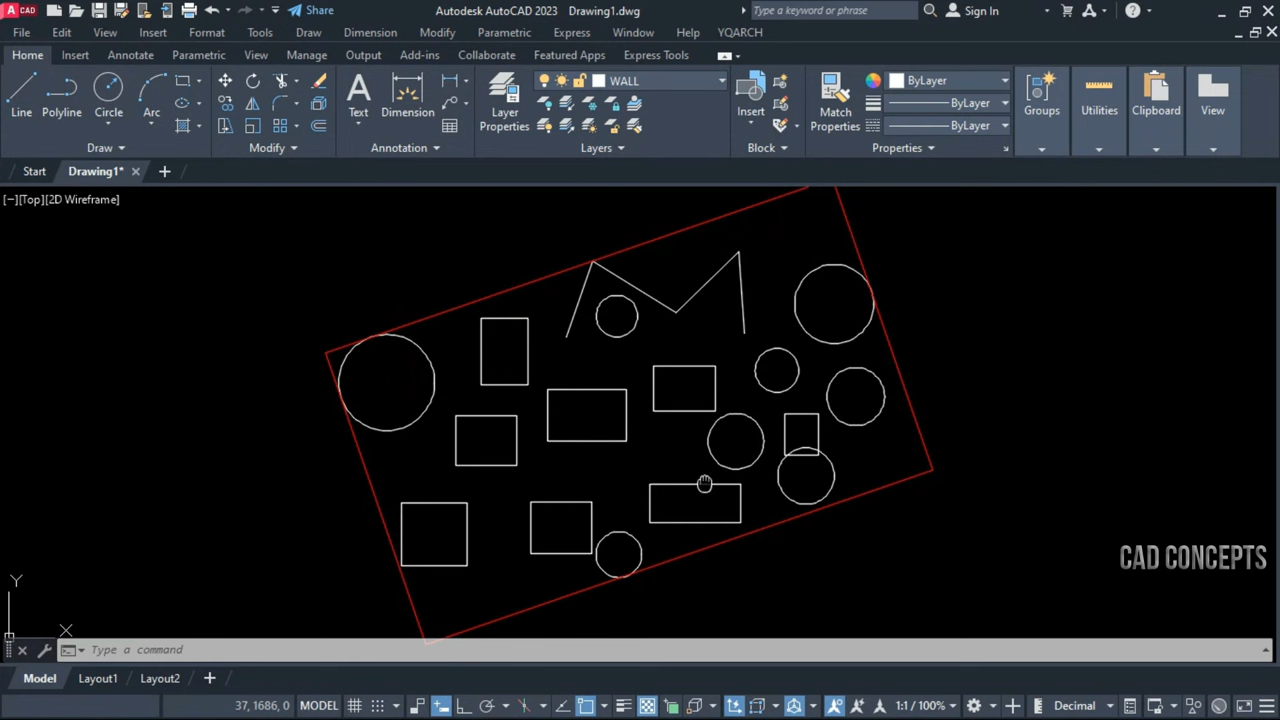 CAD Share Autodesk AutoCAD 2023 Drawing1.dwg Type a keyword or phrase Sign In
File Edit View Insert Format Tools Draw Dimension Modify Parametric Express Window Help YQARCH
Home Insert Annotate Parametric View Manage Output Add-ins Collaborate Featured Apps Express Tools
WALL
ByLayer
ByLayer
ByLayer
Line Polyline Circle Arc Text Dimension Layer Properties Insert Match Properties Groups Utilities Clipboard View
Draw Modify Annotation Layers Block Properties
Start Drawing1*
[−][Top][2D Wireframe]
CAD CONCEPTS
Y
X
Type a command
Model Layout1 Layout2
37, 1686, 0 MODEL 1:1 / 100% Decimal